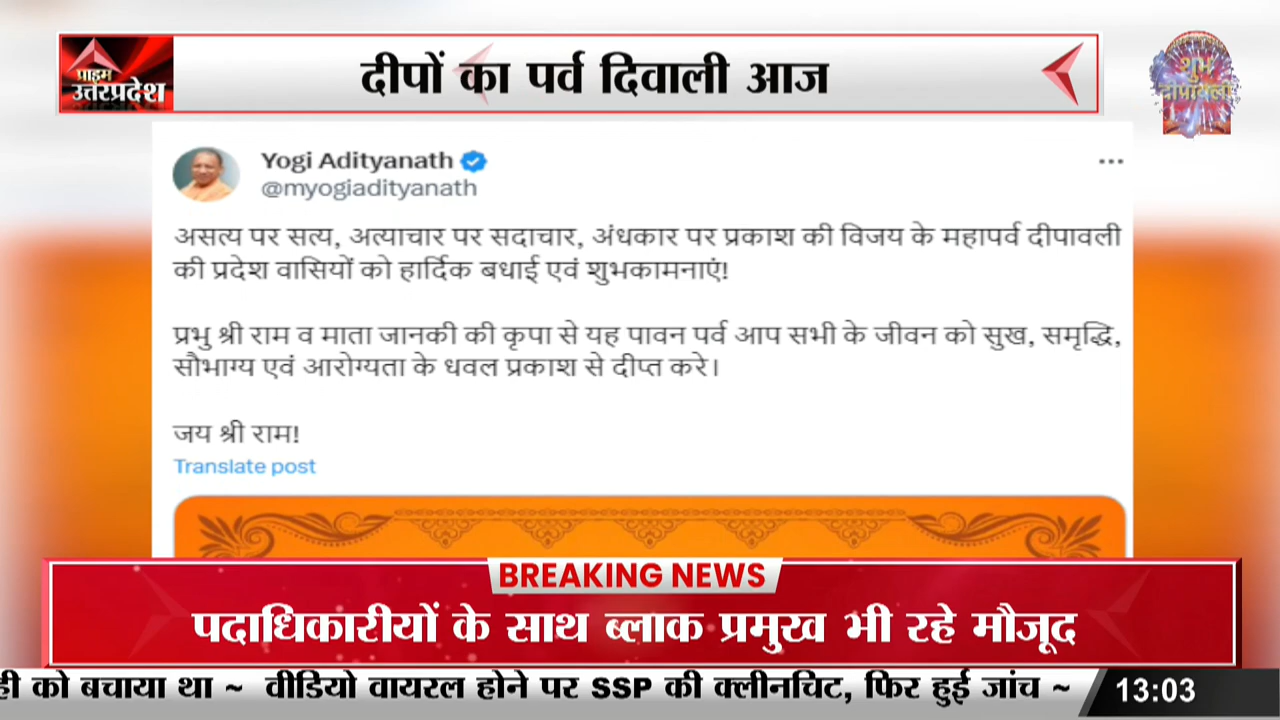 प्राइम
उत्तरप्रदेश
दीपों का पर्व दिवाली आज
शुभ
दीपावली
Yogi Adityanath
@myogiadityanath
असत्य पर सत्य, अत्याचार पर सदाचार, अंधकार पर प्रकाश की विजय के महापर्व दीपावली
की प्रदेश वासियों को हार्दिक बधाई एवं शुभकामनाएं!
प्रभु श्री राम व माता जानकी की कृपा से यह पावन पर्व आप सभी के जीवन को सुख, समृद्धि,
सौभाग्य एवं आरोग्यता के धवल प्रकाश से दीप्त करे।
जय श्री राम!
Translate post
BREAKING NEWS
पदाधिकारीयों के साथ ब्लाक प्रमुख भी रहे मौजूद
ही को बचाया था ~ वीडियो वायरल होने पर SSP की क्लीनचिट, फिर हुई जांच ~
13:03